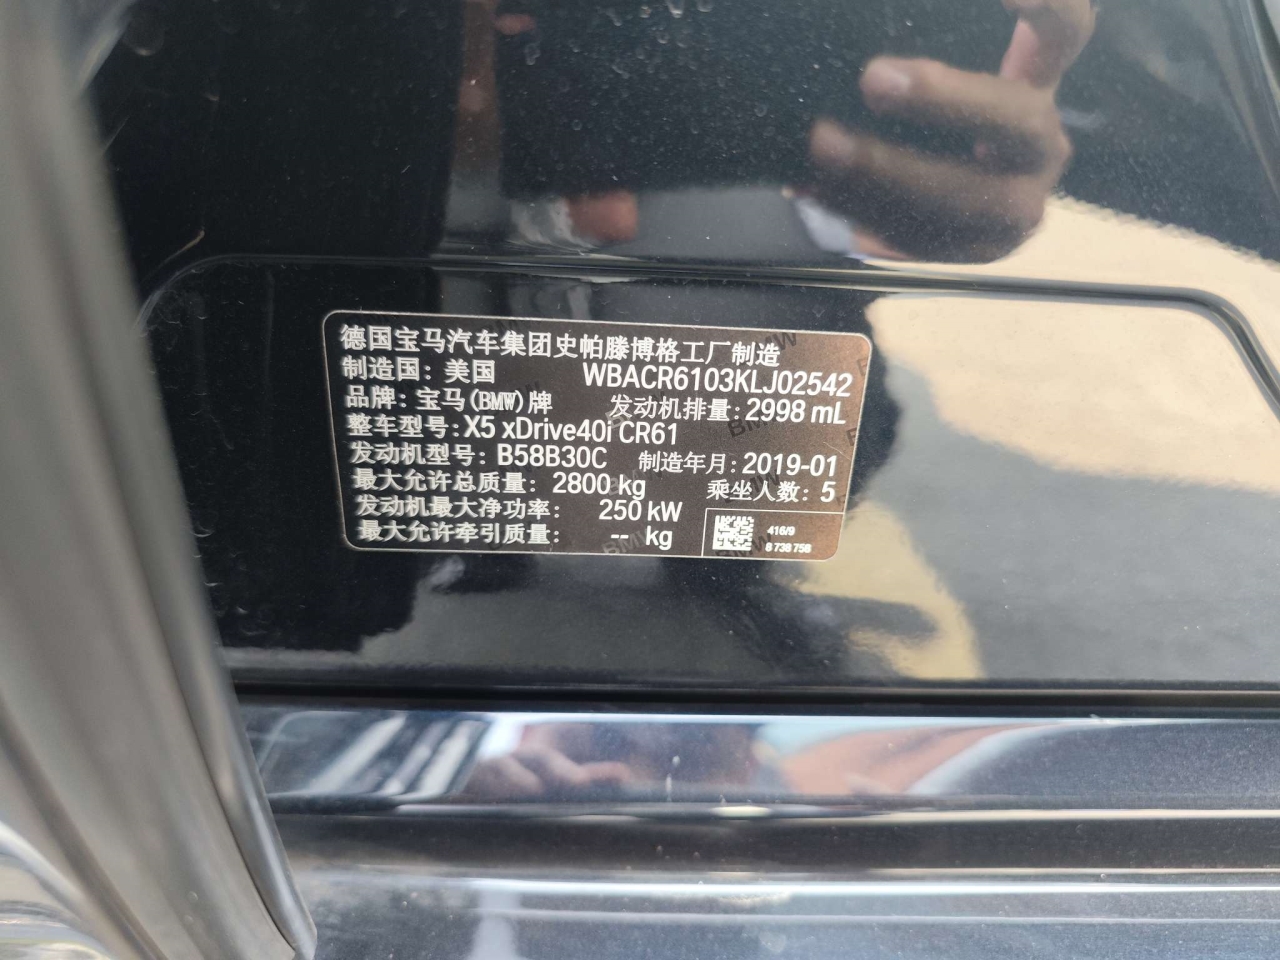 德国宝马汽车集团史帕滕博格工厂制造
制造国：美国 WBACR6103KLJ02542
品牌：宝马(BMW)牌 发动机排量：2998 mL
整车型号：X5 xDrive40i CR61
发动机型号：B58B30C 制造年月：2019-01
最大允许总质量：2800 kg 乘坐人数：5
发动机最大净功率：250 kW
最大允许牵引质量：-- kg
416/9
8 738 758